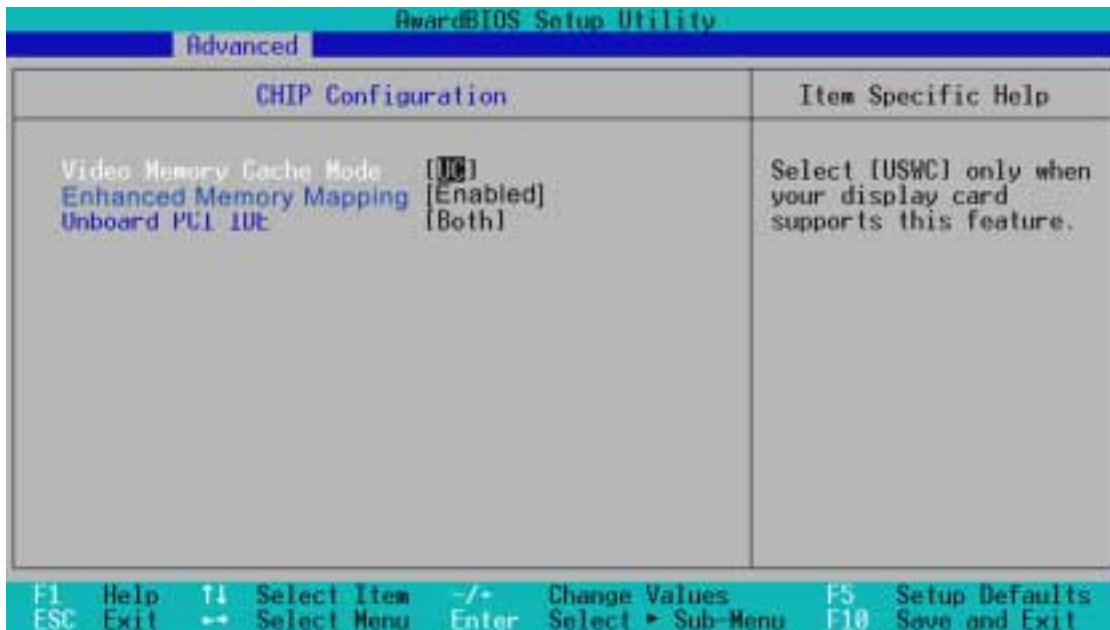 AwardBIOS Setup Utility
Advanced
CHIP Configuration
Item Specific Help
Video Memory Cache Mode [UC]
Enhanced Memory Mapping [Enabled]
Onboard PCI IDE [Both]
Select [USWC] only when
your display card
supports this feature.
F1 Help ↑↓ Select Item -/+ Change Values F5 Setup Defaults
ESC Exit ←→ Select Menu Enter Select ► Sub-Menu F10 Save and Exit